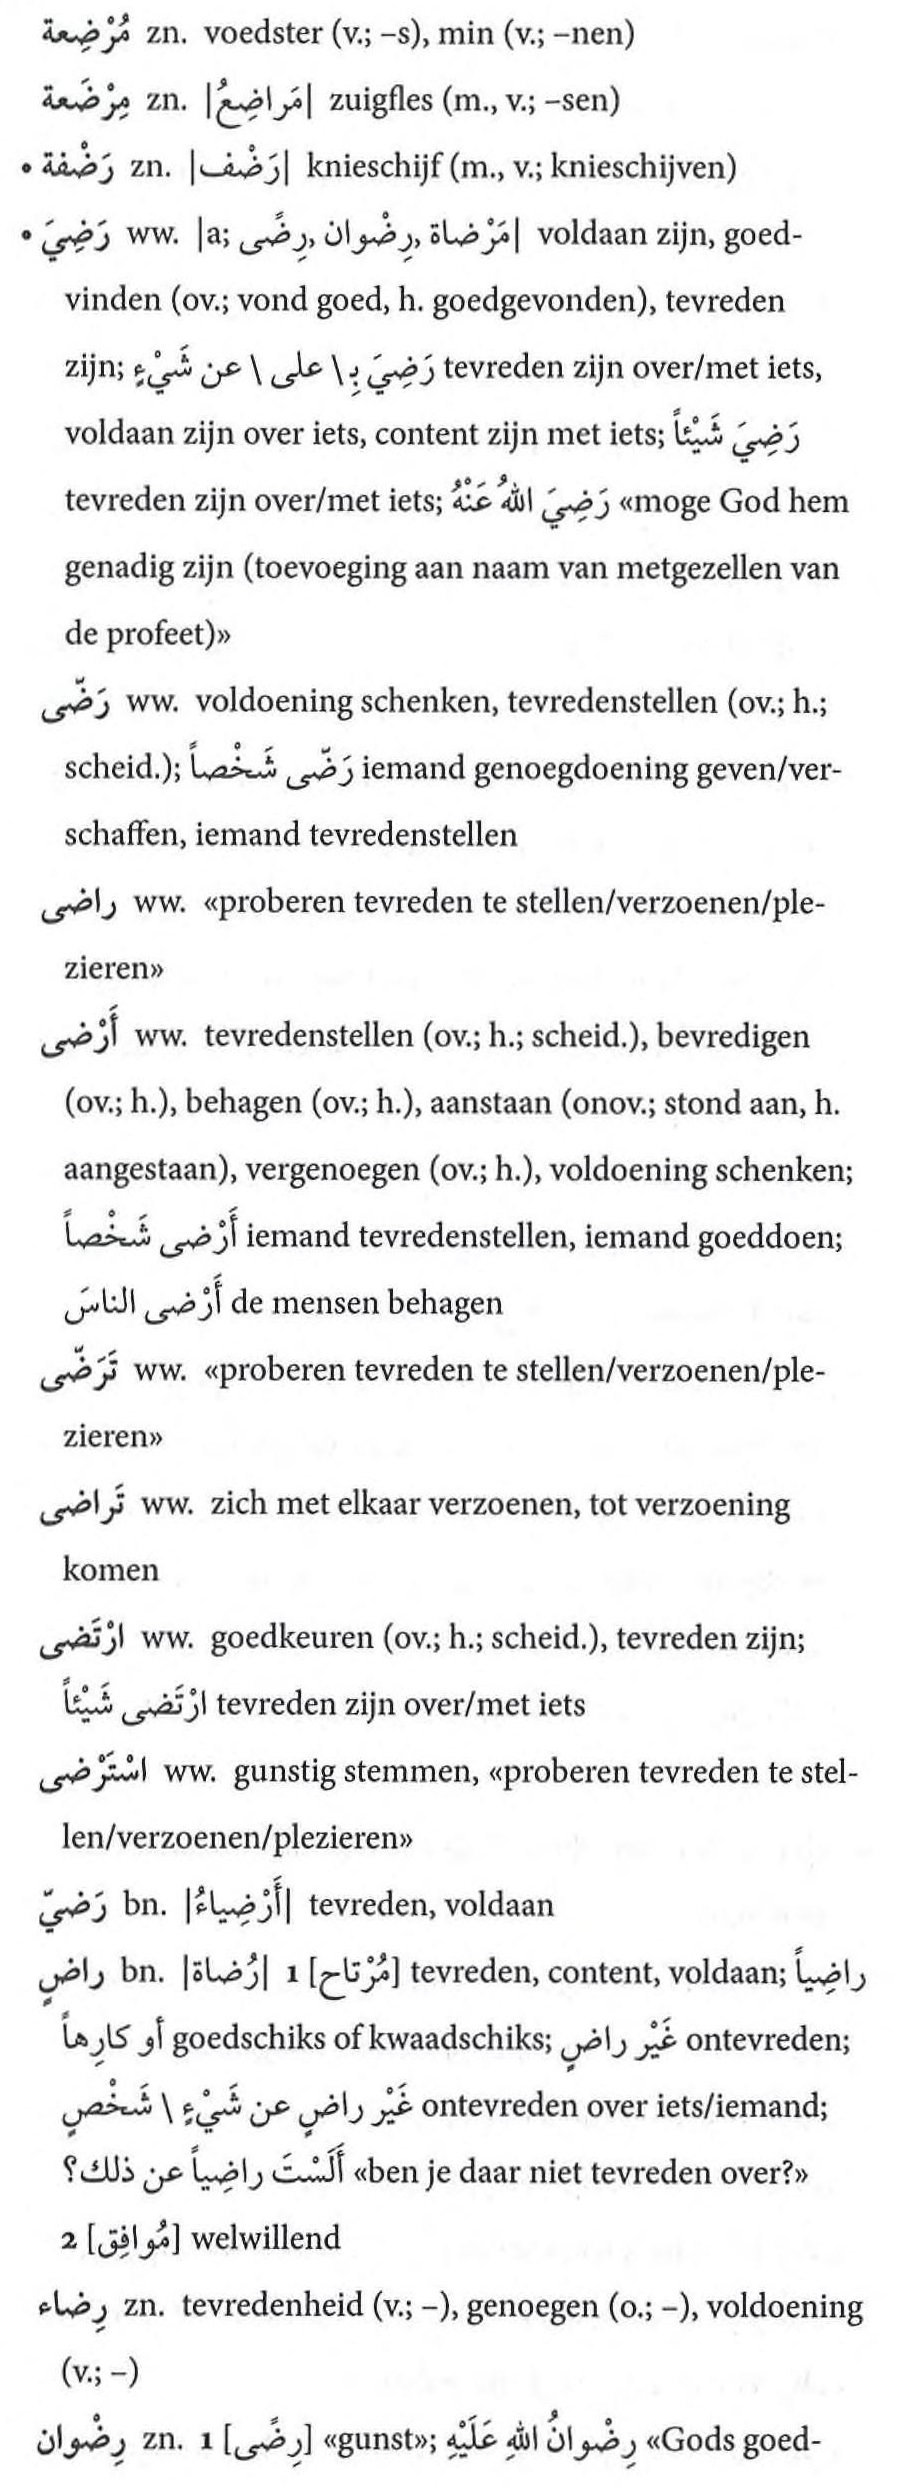 مُرْضِعة zn. voedster (v.; –s), min (v.; –nen)
مِرْضَعة zn. |مَراضِعُ| zuigfles (m., v.; –sen)
• رَضْفة zn. |رَضْف| knieschijf (m., v.; knieschijven)
• رَضِيَ ww. |a; مَرْضاة, رِضْوان, رِضًى| voldaan zijn, goed-
vinden (ov.; vond goed, h. goedgevonden), tevreden
zijn; رَضِيَ بِ\ على \ عن شَيْءٍ tevreden zijn over/met iets,
voldaan zijn over iets, content zijn met iets; رَضِيَ شَيْئاً
tevreden zijn over/met iets; رَضِيَ اللهُ عَنْهُ «moge God hem
genadig zijn (toevoeging aan naam van metgezellen van
de profeet)»
رَضّى ww. voldoening schenken, tevredenstellen (ov.; h.;
scheid.); رَضّى شَخْصاً iemand genoegdoening geven/ver-
schaffen, iemand tevredenstellen
راضى ww. «proberen tevreden te stellen/verzoenen/ple-
zieren»
أَرْضى ww. tevredenstellen (ov.; h.; scheid.), bevredigen
(ov.; h.), behagen (ov.; h.), aanstaan (onov.; stond aan, h.
aangestaan), vergenoegen (ov.; h.), voldoening schenken;
أَرْضى شَخْصاً iemand tevredenstellen, iemand goeddoen;
أَرْضى الناسَ de mensen behagen
تَرَضّى ww. «proberen tevreden te stellen/verzoenen/ple-
zieren»
تَراضى ww. zich met elkaar verzoenen, tot verzoening
komen
ارْتَضى ww. goedkeuren (ov.; h.; scheid.), tevreden zijn;
ارْتَضى شَيْئاً tevreden zijn over/met iets
اسْتَرْضى ww. gunstig stemmen, «proberen tevreden te stel-
len/verzoenen/plezieren»
رَضِيّ bn. |أَرْضِياءُ| tevreden, voldaan
راضٍ bn. |رُضاة| 1 [مُرْتاح] tevreden, content, voldaan; راضِياً
أو كارِهاً goedschiks of kwaadschiks; غَيْر راضٍ ontevreden;
غَيْر راضٍ عن شَيْءٍ \ شَخْصٍ ontevreden over iets/iemand;
أَلَسْتَ راضِياً عن ذلك؟ «ben je daar niet tevreden over?»
2 [مُوافِق] welwillend
رِضاء zn. tevredenheid (v.; –), genoegen (o.; –), voldoening
(v.; –)
رِضْوان zn. 1 [رِضًى] «gunst»; رِضْوانُ اللهِ عَلَيْهِ «Gods goed-